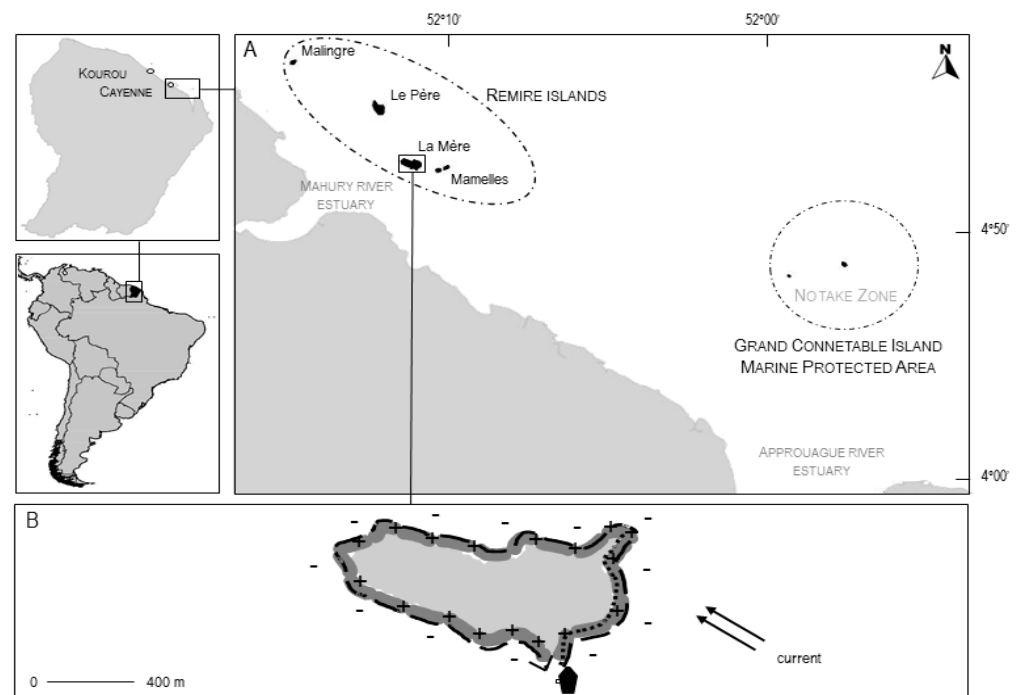 52°10'
52°00'
A
N
Malingre
KOUROU
CAYENNE
Le Père
REMIRE ISLANDS
La Mère
Mamelles
MAHURY RIVER
ESTUARY
4°50'
NO TAKE ZONE
GRAND CONNETABLE ISLAND
MARINE PROTECTED AREA
APPROUAGUE RIVER
ESTUARY
4°00'
B
current
0 400 m